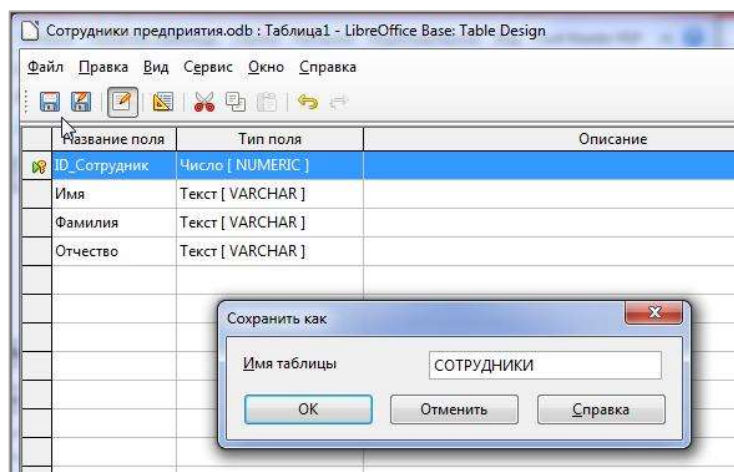 Сотрудники предприятия.odb : Таблица1 - LibreOffice Base: Table Design
Файл Правка Вид Сервис Окно Справка
Название поля Тип поля Описание
ID_Сотрудник Число [ NUMERIC ]
Имя Текст [ VARCHAR ]
Фамилия Текст [ VARCHAR ]
Отчество Текст [ VARCHAR ]
Сохранить как
Имя таблицы СОТРУДНИКИ
OK Отменить Справка